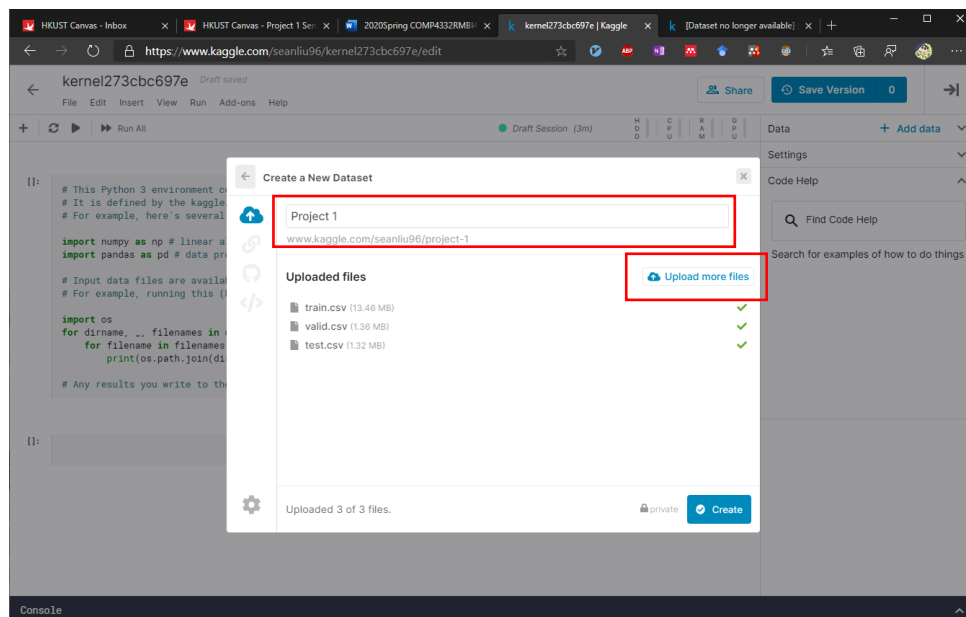 HKUST Canvas - Inbox
HKUST Canvas - Project 1 Sen
2020Spring COMP4332RMBI4
kernel273cbc697e | Kaggle
[Dataset no longer available]
https://www.kaggle.com/seanliu96/kernel273cbc697e/edit
kernel273cbc697e Draft saved
File Edit Insert View Run Add-ons Help
Share
Save Version 0
Run All
Draft Session (3m)
HDD
CPU
RAM
GPU
Data
+ Add data
Settings
Code Help
Find Code Help
Search for examples of how to do things
[]:
# This Python 3 environment c
# It is defined by the kaggle
# For example, here's several
import numpy as np # linear a
import pandas as pd # data pr
# Input data files are availa
# For example, running this (
import os
for dirname, _, filenames in
for filename in filenames
print(os.path.join(di
# Any results you write to the
[]:
Create a New Dataset
Project 1
www.kaggle.com/seanliu96/project-1
Uploaded files
Upload more files
train.csv (13.46 MB)
valid.csv (1.36 MB)
test.csv (1.32 MB)
Uploaded 3 of 3 files.
private
Create
Console